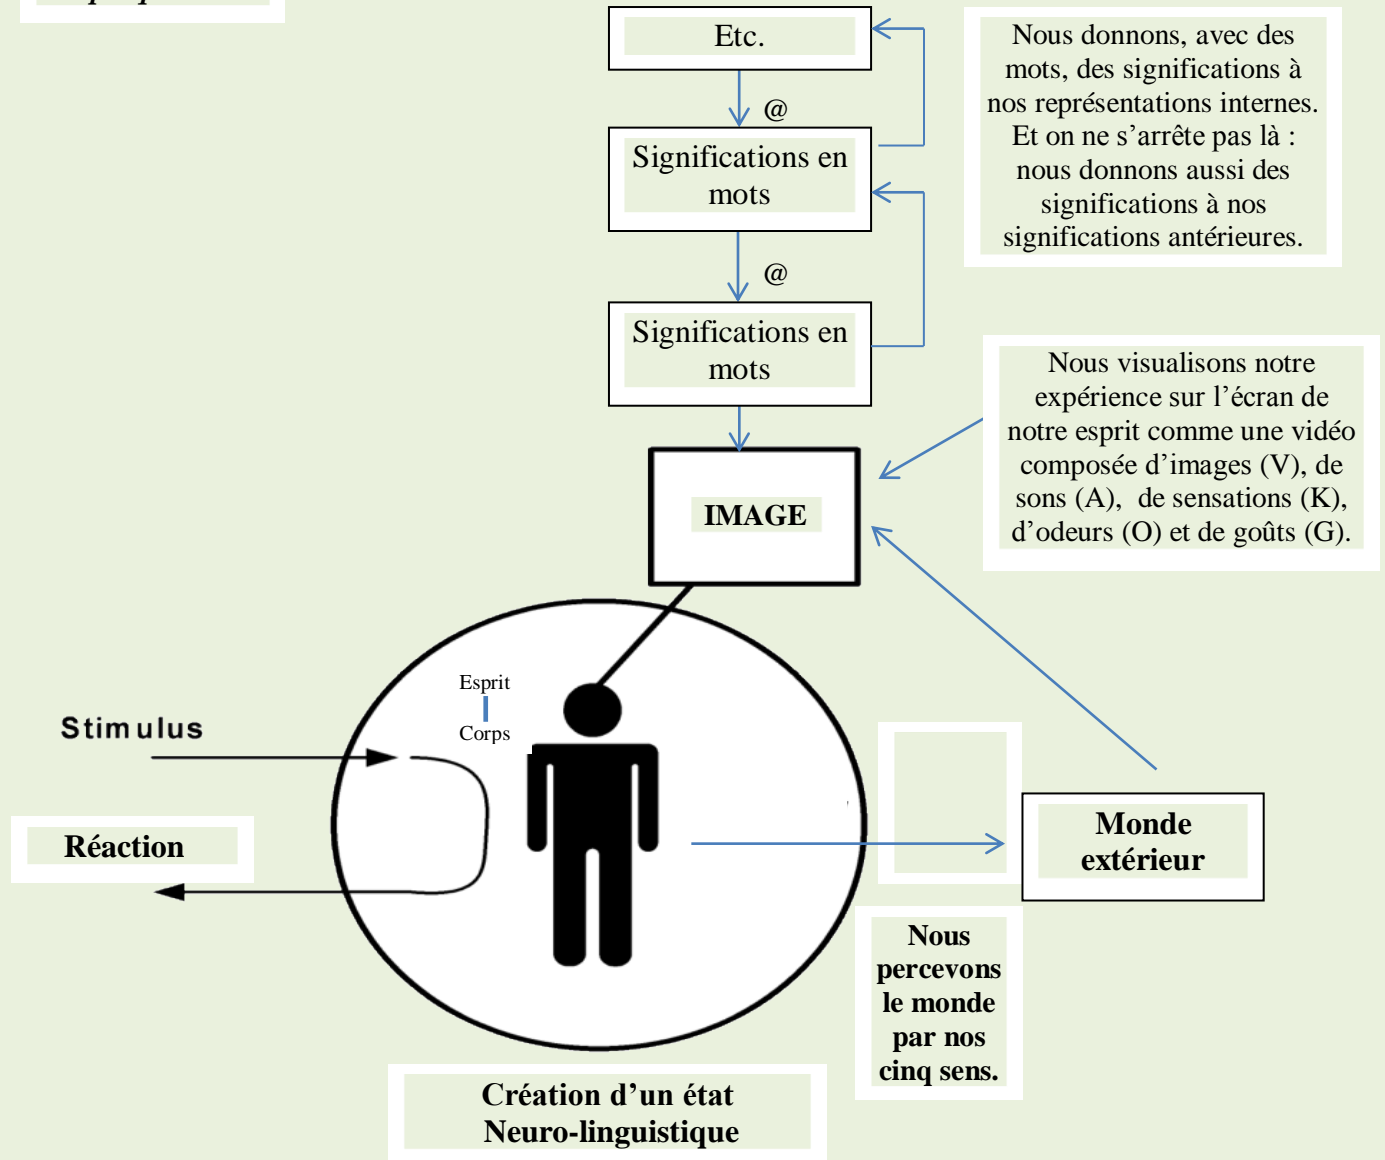 Etc.
@
Significations en
mots
@
Significations en
mots
IMAGE
Nous donnons, avec des
mots, des significations à
nos représentations internes.
Et on ne s’arrête pas là :
nous donnons aussi des
significations à nos
significations antérieures.
Nous visualisons notre
expérience sur l’écran de
notre esprit comme une vidéo
composée d’images (V), de
sons (A), de sensations (K),
d’odeurs (O) et de goûts (G).
Esprit
Corps
Stimulus
Réaction
Monde
extérieur
Nous
percevons
le monde
par nos
cinq sens.
Création d’un état
Neuro-linguistique